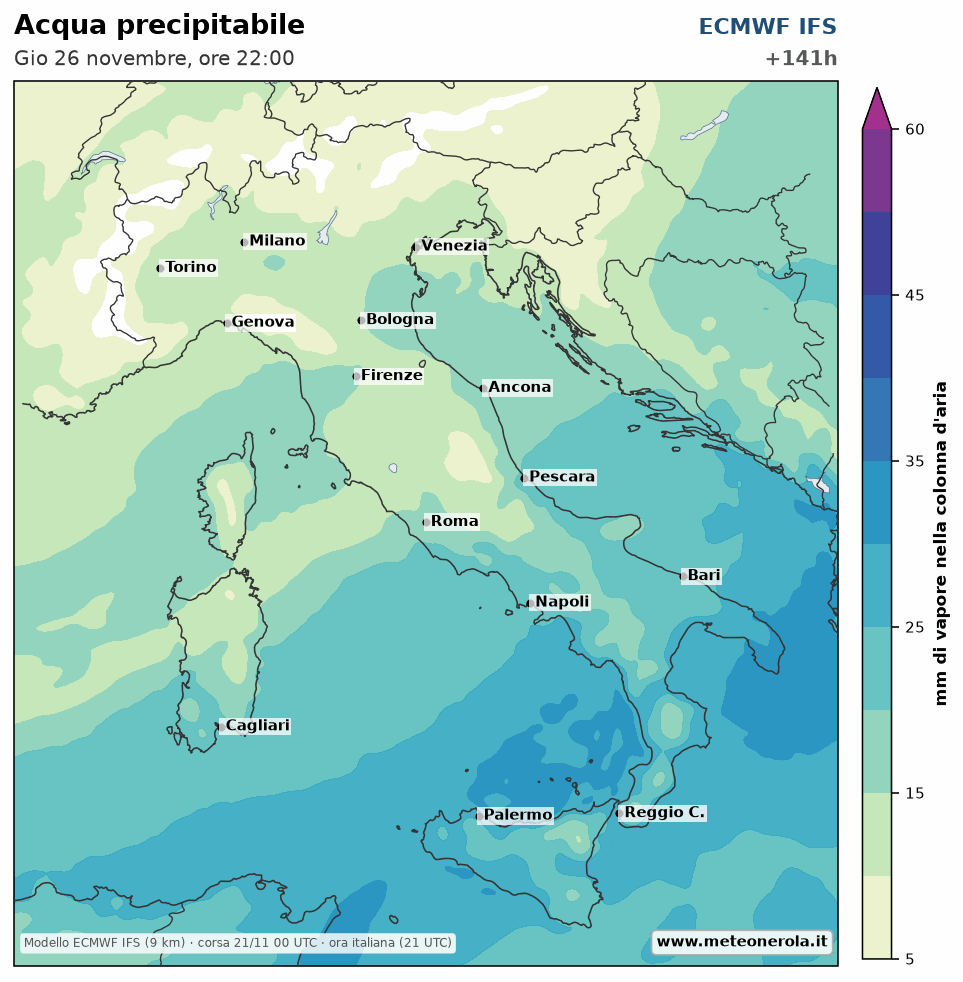 Acqua precipitabile
ECMWF IFS
Gio 26 novembre, ore 22:00
+141h
Milano
Venezia
Torino
Genova
Bologna
Firenze
Ancona
Pescara
Roma
Bari
Napoli
Cagliari
Palermo
Reggio C.
60
45
35
25
15
5
mm di vapore nella colonna d'aria
Modello ECMWF IFS (9 km) · corsa 21/11 00 UTC · ora italiana (21 UTC)
www.meteonerola.it